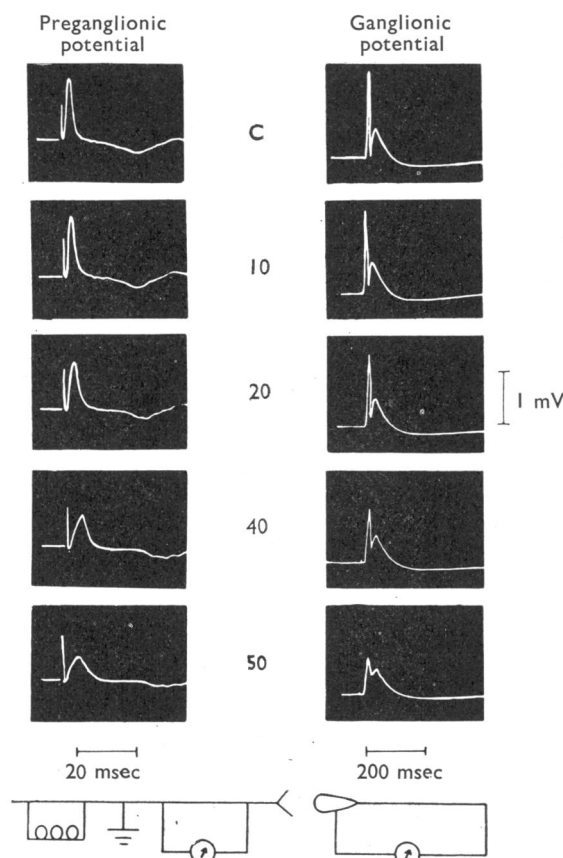 Preganglionic
potential
Ganglionic
potential
C
10
20
1 mV
40
50
20 msec
200 msec